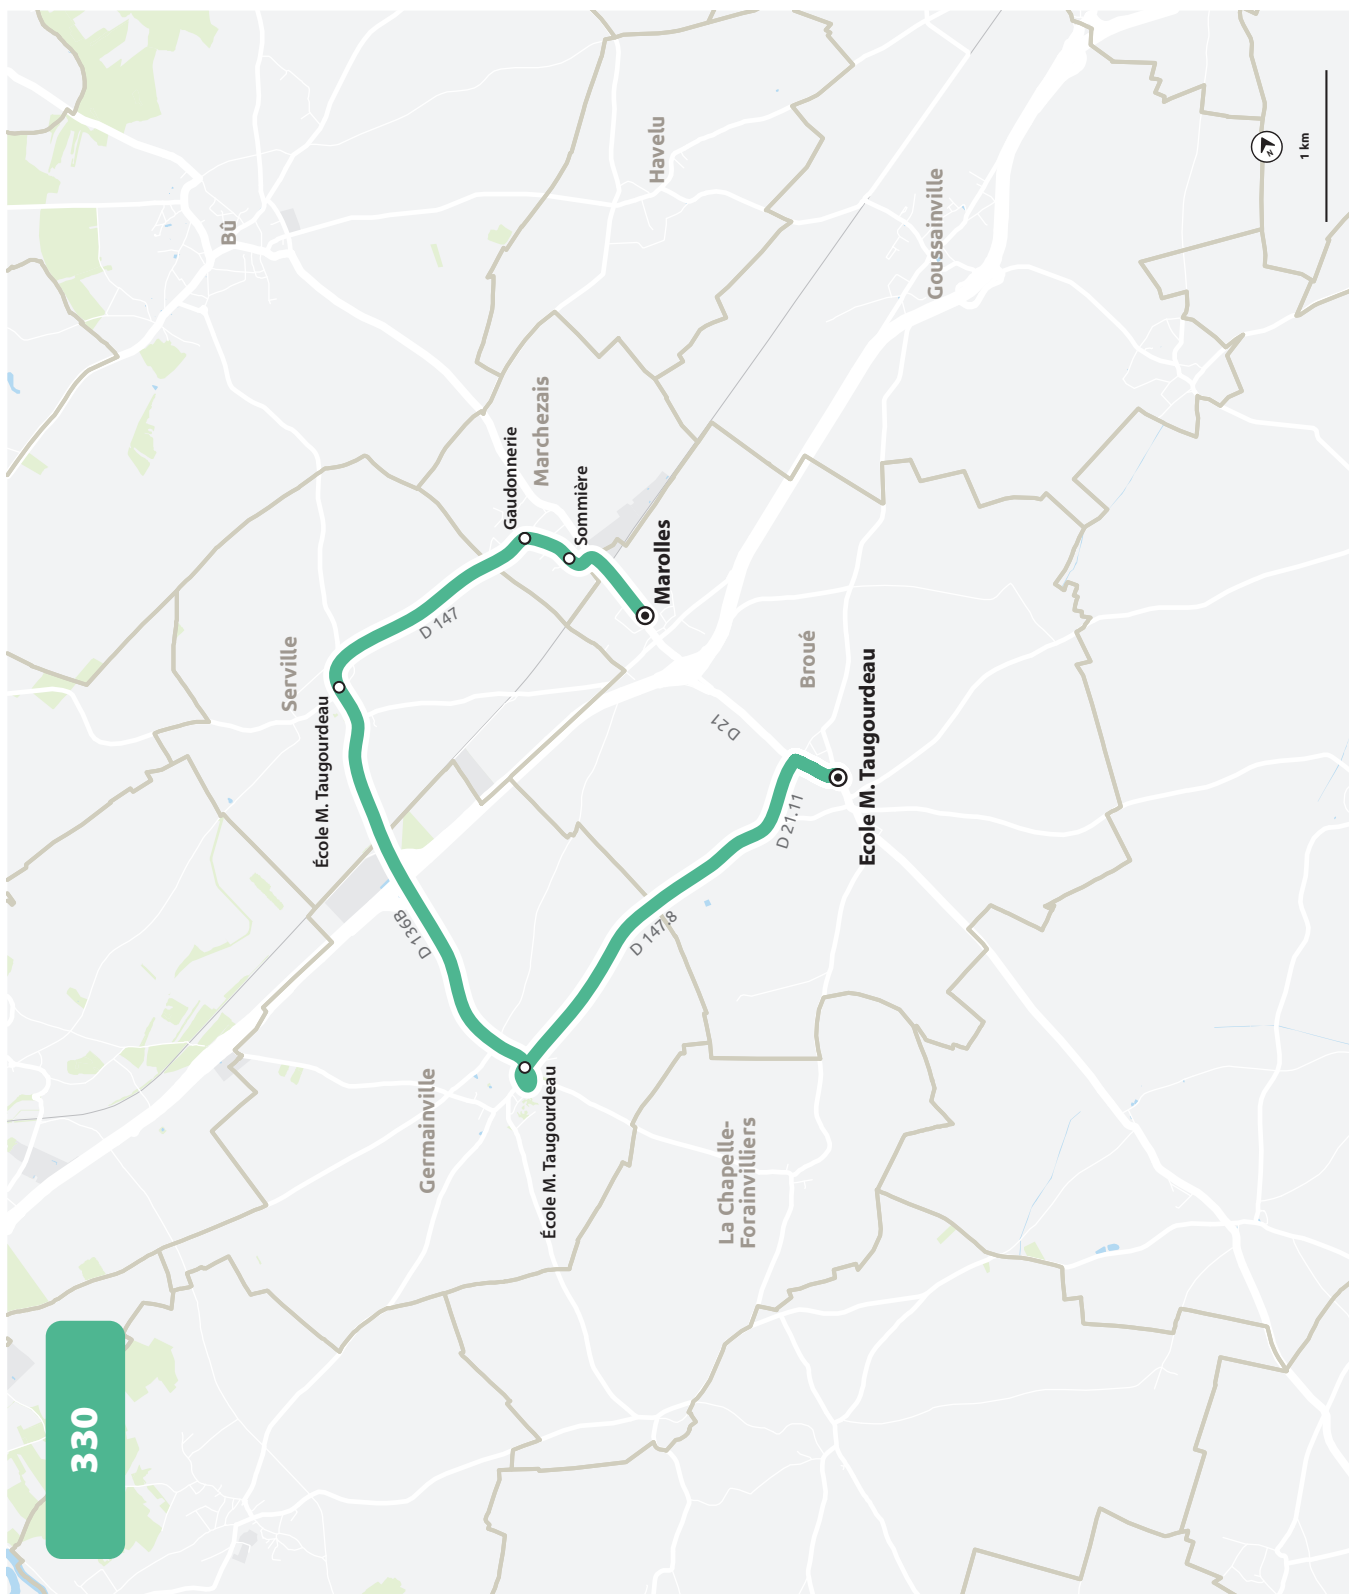 330
Bû
Serville
École M. Taugourdeau
D 136B
Germainville
D 147
Gaudonnerie
Marchezais
École M. Taugourdeau
Sommière
Havelu
Marolles
D 147.8
D21
La Chapelle-
Forainvilliers
D 21.11
Broué
Ecole M. Taugourdeau
Goussainville
N
1 km